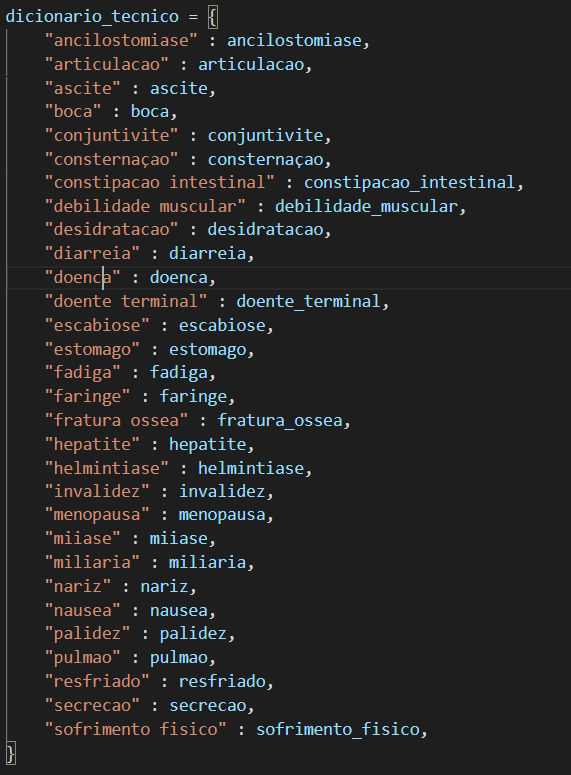 dicionario_tecnico = {
"ancilostomiase" : ancilostomiase,
"articulacao" : articulacao,
"ascite" : ascite,
"boca" : boca,
"conjuntivite" : conjuntivite,
"consternaçao" : consternaçao,
"constipacao intestinal" : constipacao_intestinal,
"debilidade muscular" : debilidade_muscular,
"desidratacao" : desidratacao,
"diarreia" : diarreia,
"doenca" : doenca,
"doente terminal" : doente_terminal,
"escabiose" : escabiose,
"estomago" : estomago,
"fadiga" : fadiga,
"faringe" : faringe,
"fratura ossea" : fratura_ossea,
"hepatite" : hepatite,
"helmintiase" : helmintiase,
"invalidez" : invalidez,
"menopausa" : menopausa,
"miiase" : miiase,
"miliaria" : miliaria,
"nariz" : nariz,
"nausea" : nausea,
"palidez" : palidez,
"pulmao" : pulmao,
"resfriado" : resfriado,
"secrecao" : secrecao,
"sofrimento fisico" : sofrimento_fisico,
}